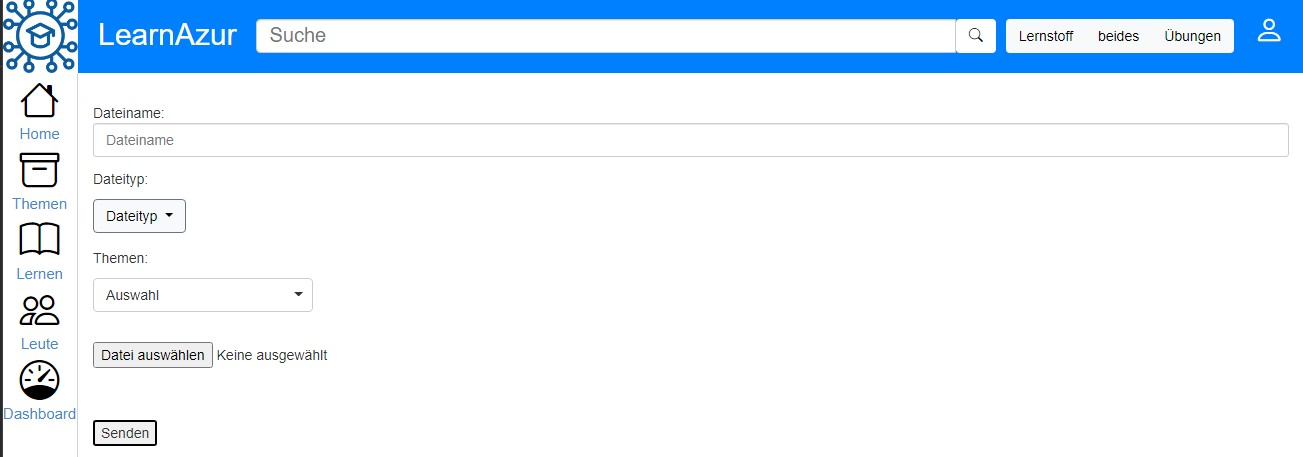 LearnAzur
Suche
Lernstoff beides Übungen
Home
Themen
Lernen
Leute
Dashboard
Dateiname:
Dateiname
Dateityp:
Dateityp
Themen:
Auswahl
Datei auswählen Keine ausgewählt
Senden